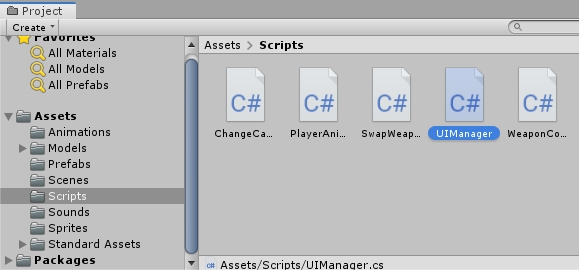 Project
Create
Favorites
All Materials
All Models
All Prefabs
Assets
Animations
Models
Prefabs
Scenes
Scripts
Sounds
Sprites
Standard Assets
Packages
Assets > Scripts
C# C# C# C# C#
ChangeCa... PlayerAni... SwapWeap... UIManager WeaponCo...
C# Assets/Scripts/UIManager.cs